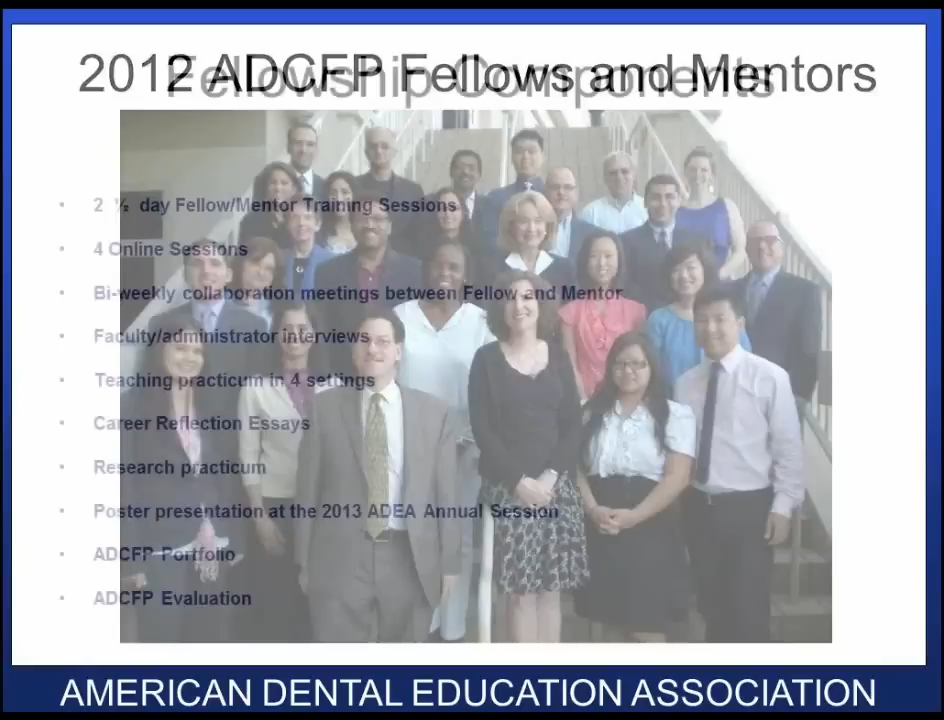 2012 ADCFP Fellows and Mentors
Fellowship Components
2 ½ day Fellow/Mentor Training Sessions
4 Online Sessions
Bi-weekly collaboration meetings between Fellow and Mentor
Faculty/administrator interviews
Teaching practicum in 4 settings
Career Reflection Essays
Research practicum
Poster presentation at the 2013 ADEA Annual Session
ADCFP Portfolio
ADCFP Evaluation
AMERICAN DENTAL EDUCATION ASSOCIATION